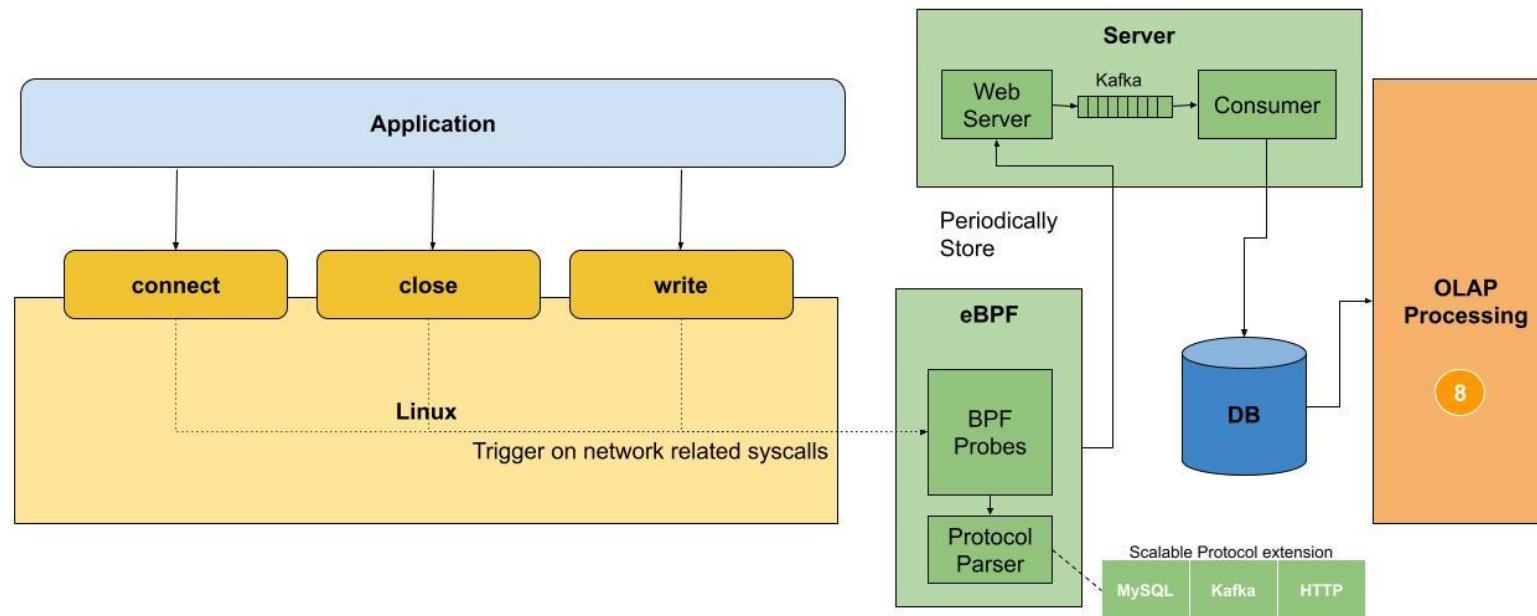 Application
connect
close
write
Linux
Trigger on network related syscalls
Server
Web
Server
Kafka
Consumer
Periodically
Store
eBPF
BPF
Probes
Protocol
Parser
DB
OLAP
Processing
8
Scalable Protocol extension
MySQL
Kafka
HTTP